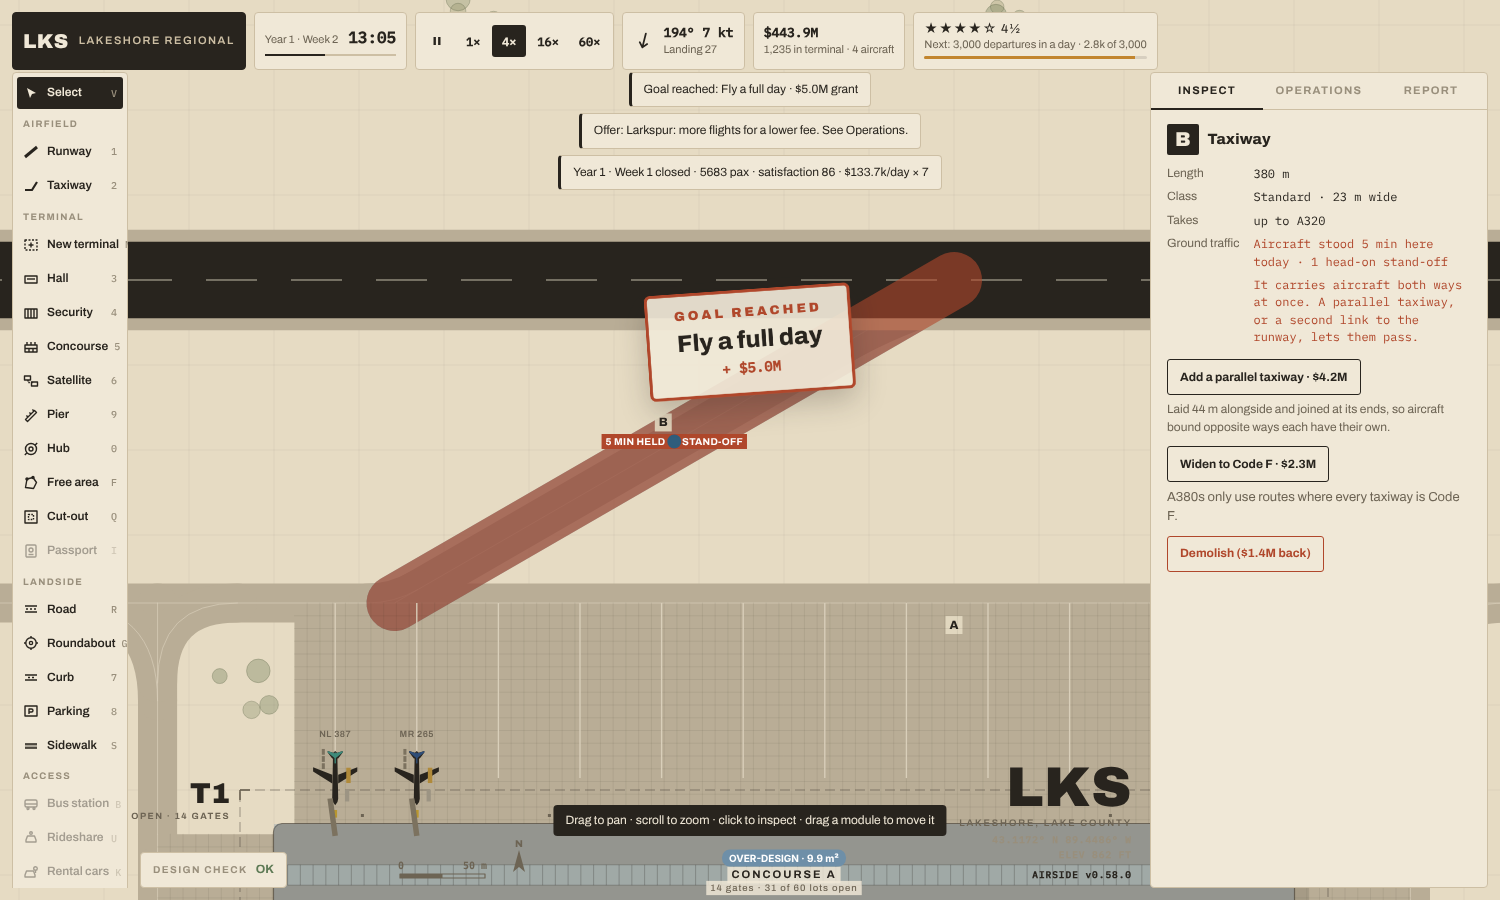 LKS LAKESHORE REGIONAL
Year 1 · Week 2 13:05
1× 4× 16× 60×
194° 7 kt
Landing 27
$443.9M
1,235 in terminal · 4 aircraft
★★★★☆ 4½
Next: 3,000 departures in a day · 2.8k of 3,000
Select V
AIRFIELD
Runway 1
Taxiway 2
TERMINAL
New terminal
Hall 3
Security 4
Concourse 5
Satellite 6
Pier 9
Hub 0
Free area F
Cut-out Q
Passport I
LANDSIDE
Road R
Roundabout G
Curb 7
Parking 8
Sidewalk S
ACCESS
Bus station B
Rideshare U
Rental cars K
Goal reached: Fly a full day · $5.0M grant
Offer: Larkspur: more flights for a lower fee. See Operations.
Year 1 · Week 1 closed · 5683 pax · satisfaction 86 · $133.7k/day × 7
GOAL REACHED
Fly a full day
+ $5.0M
B
5 MIN HELD STAND-OFF
A
NL 387
MR 265
T1
OPEN · 14 GATES
DESIGN CHECK OK
0 50 m
N
Drag to pan · scroll to zoom · click to inspect · drag a module to move it
OVER-DESIGN · 9.9 m²
CONCOURSE A
14 gates · 31 of 60 lots open
LKS
LAKESHORE, LAKE COUNTY
AIRSIDE v0.58.0
INSPECT OPERATIONS REPORT
B Taxiway
Length 380 m
Class Standard · 23 m wide
Takes up to A320
Ground traffic Aircraft stood 5 min here
today · 1 head-on stand-off
It carries aircraft both ways
at once. A parallel taxiway,
or a second link to the
runway, lets them pass.
Add a parallel taxiway · $4.2M
Laid 44 m alongside and joined at its ends, so aircraft
bound opposite ways each have their own.
Widen to Code F · $2.3M
A380s only use routes where every taxiway is Code
F.
Demolish ($1.4M back)